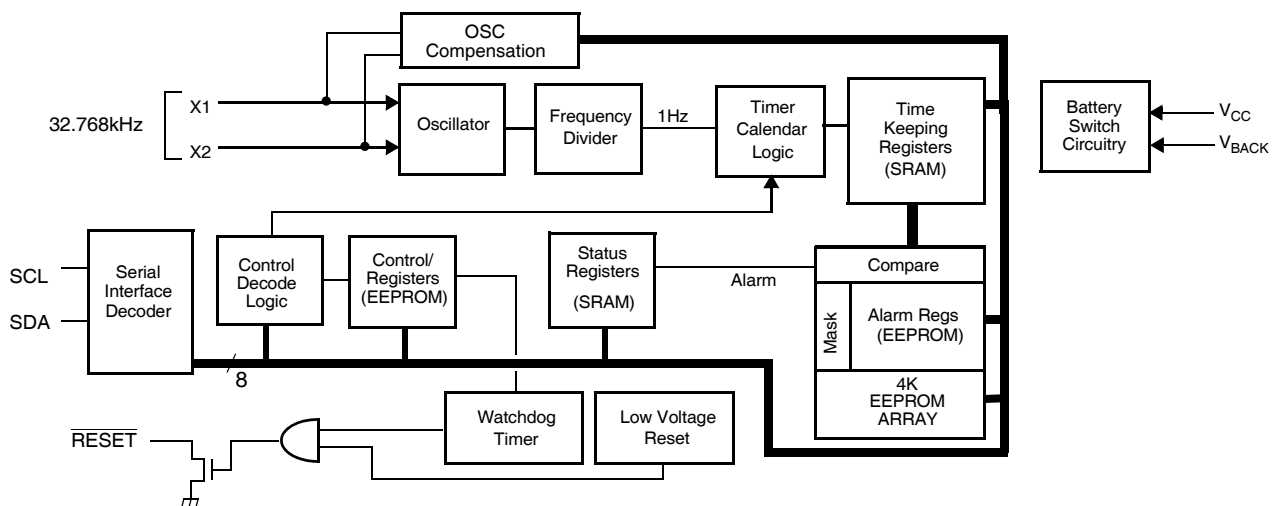 OSC
Compensation
32.768kHz
X1
X2
Oscillator
Frequency
Divider
1Hz
Timer
Calendar
Logic
Time
Keeping
Registers
(SRAM)
Battery
Switch
Circuitry
VCC
VBACK
SCL
SDA
Serial
Interface
Decoder
Control
Decode
Logic
Control/
Registers
(EEPROM)
Status
Registers
(SRAM)
Alarm
Compare
Mask
Alarm Regs
(EEPROM)
4K
EEPROM
ARRAY
8
RESET
Watchdog
Timer
Low Voltage
Reset